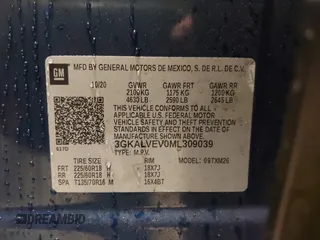 GM
MFD BY GENERAL MOTORS DE MEXICO, S. DE R.L. DE C.V.
10/20 GVWR GAWR FRT GAWR RR
2100 KG 1175 KG 1200 KG
4630 LB 2590 LB 2645 LB
THIS VEHICLE CONFORMS TO ALL APPLICABLE
U.S. FEDERAL MOTOR VEHICLE SAFETY, BUMPER,
AND THEFT PREVENTION STANDARDS
IN EFFECT ON THE DATE OF
MANUFACTURE SHOWN ABOVE.
3GKALVEV0ML309039
TYPE: M.P.V.
TIRE SIZE RIM MODEL:
FRT 225/60R18 H 18X7J
RR 225/60R18 H 18X7J
SPA T135/70R16 M 16X4BT
DREAMBID